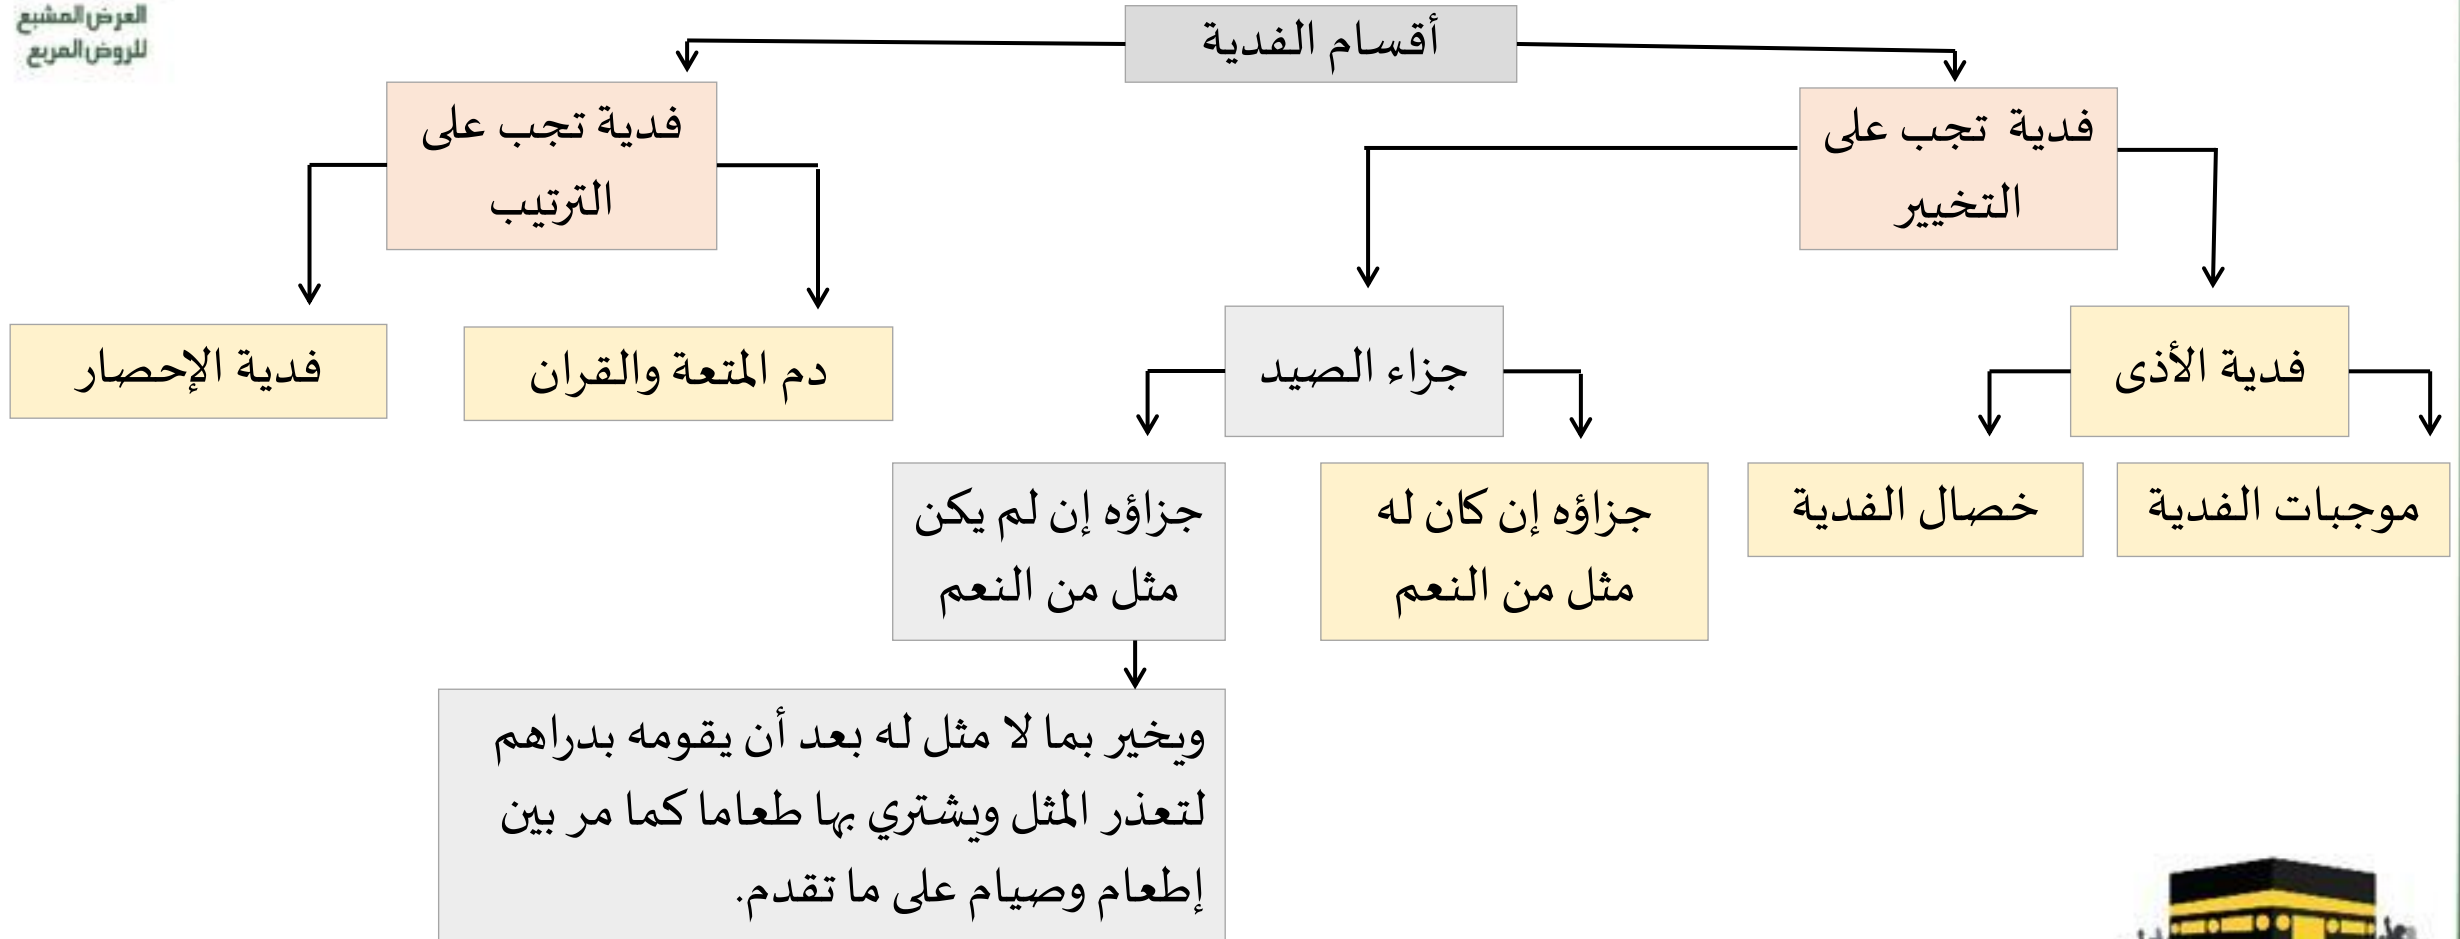 العرض المشبع
للروض المربع
أقسام الفدية
فدية تجب على
التخيير
فدية تجب على
الترتيب
فدية الأذى
جزاء الصيد
دم المتعة والقران
فدية الإحصار
موجبات الفدية
خصال الفدية
جزاؤه إن كان له
مثل من النعم
جزاؤه إن لم يكن
مثل من النعم
ويخير بما لا مثل له بعد أن يقومه بدراهم
لتعذر المثل ويشتري بها طعاما كما مر بين
إطعام وصيام على ما تقدم.